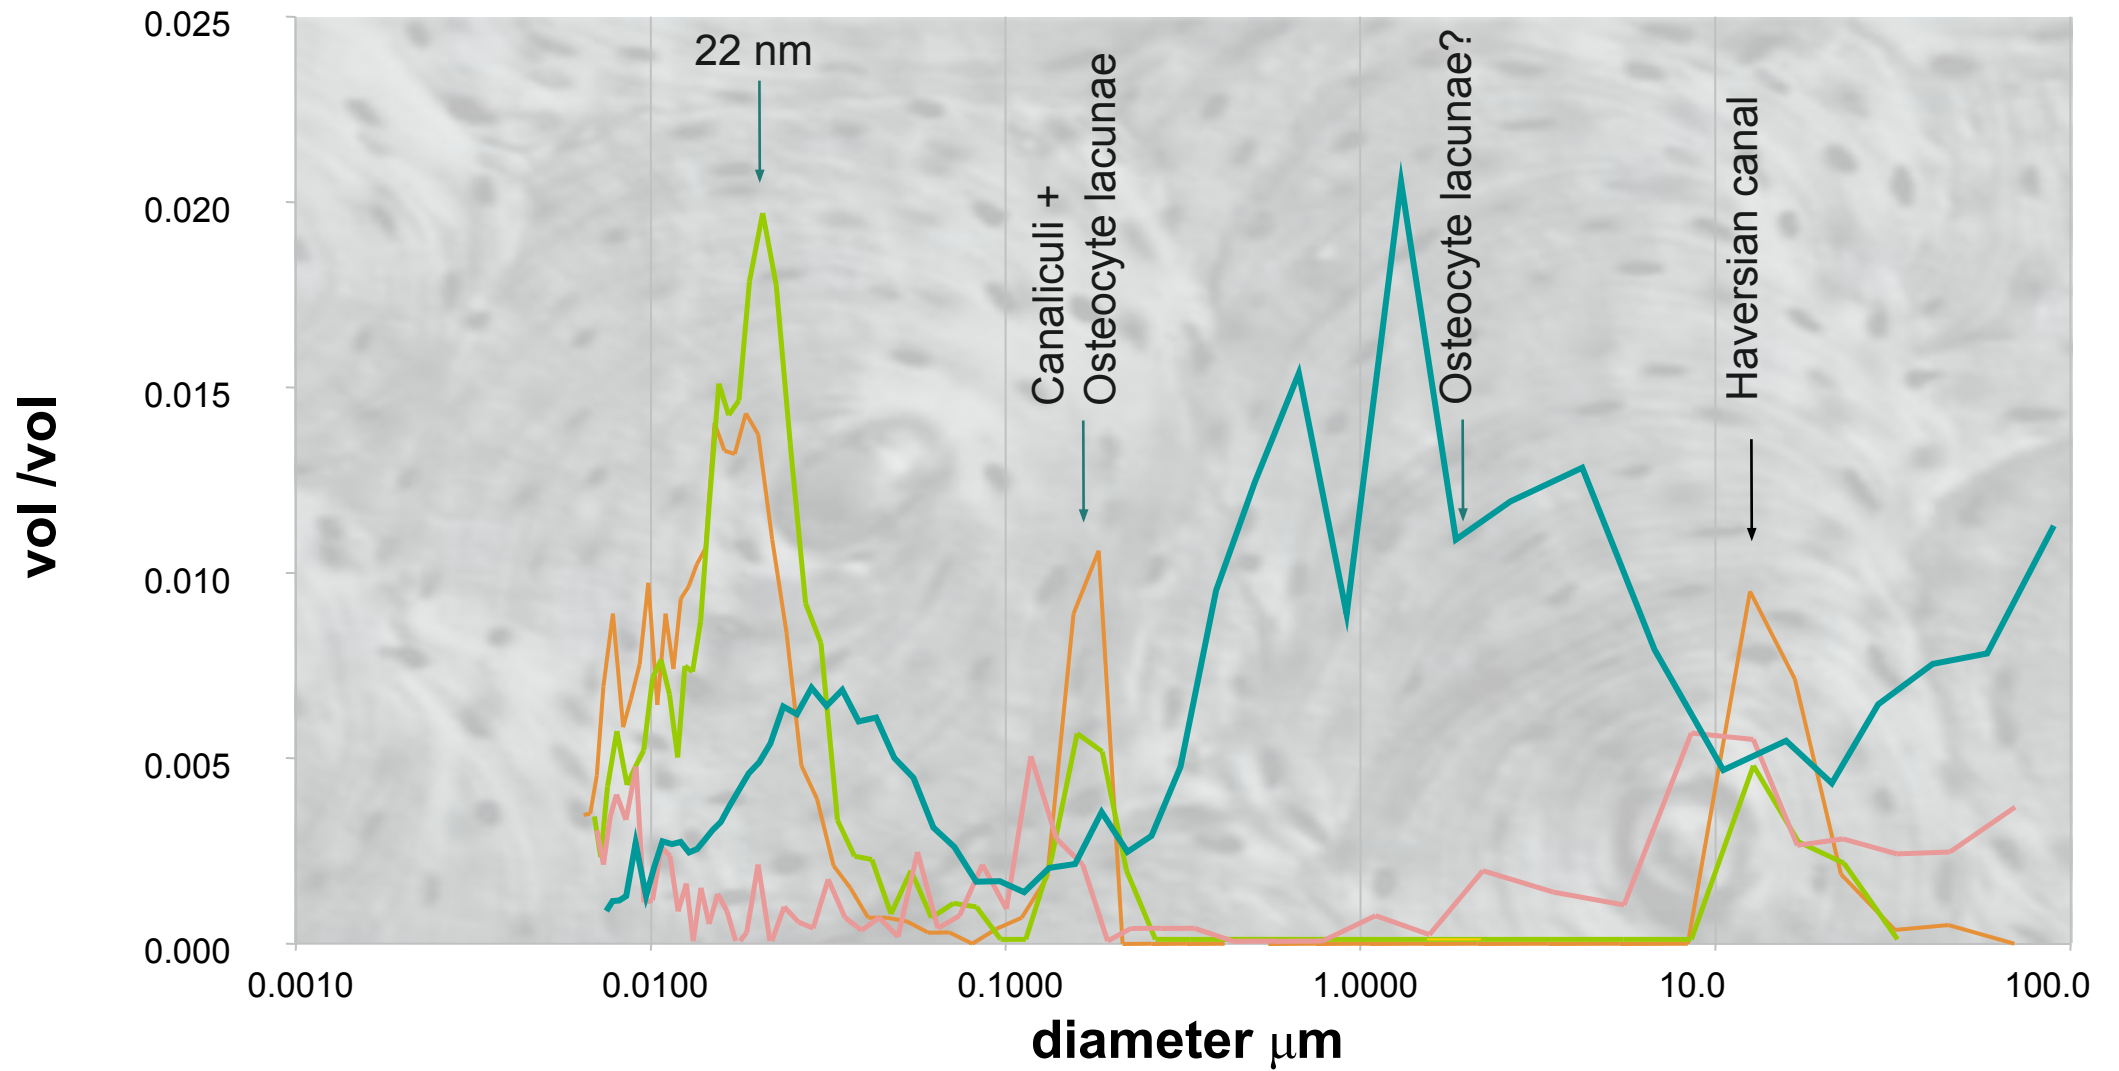 0.025
0.020
0.015
0.010
0.005
0.000
vol /vol
22 nm
Canaliculi +
Osteocyte lacunae
Osteocyte lacunae?
Haversian canal
0.0010
0.0100
0.1000
1.0000
10.0
100.0
diameter μm